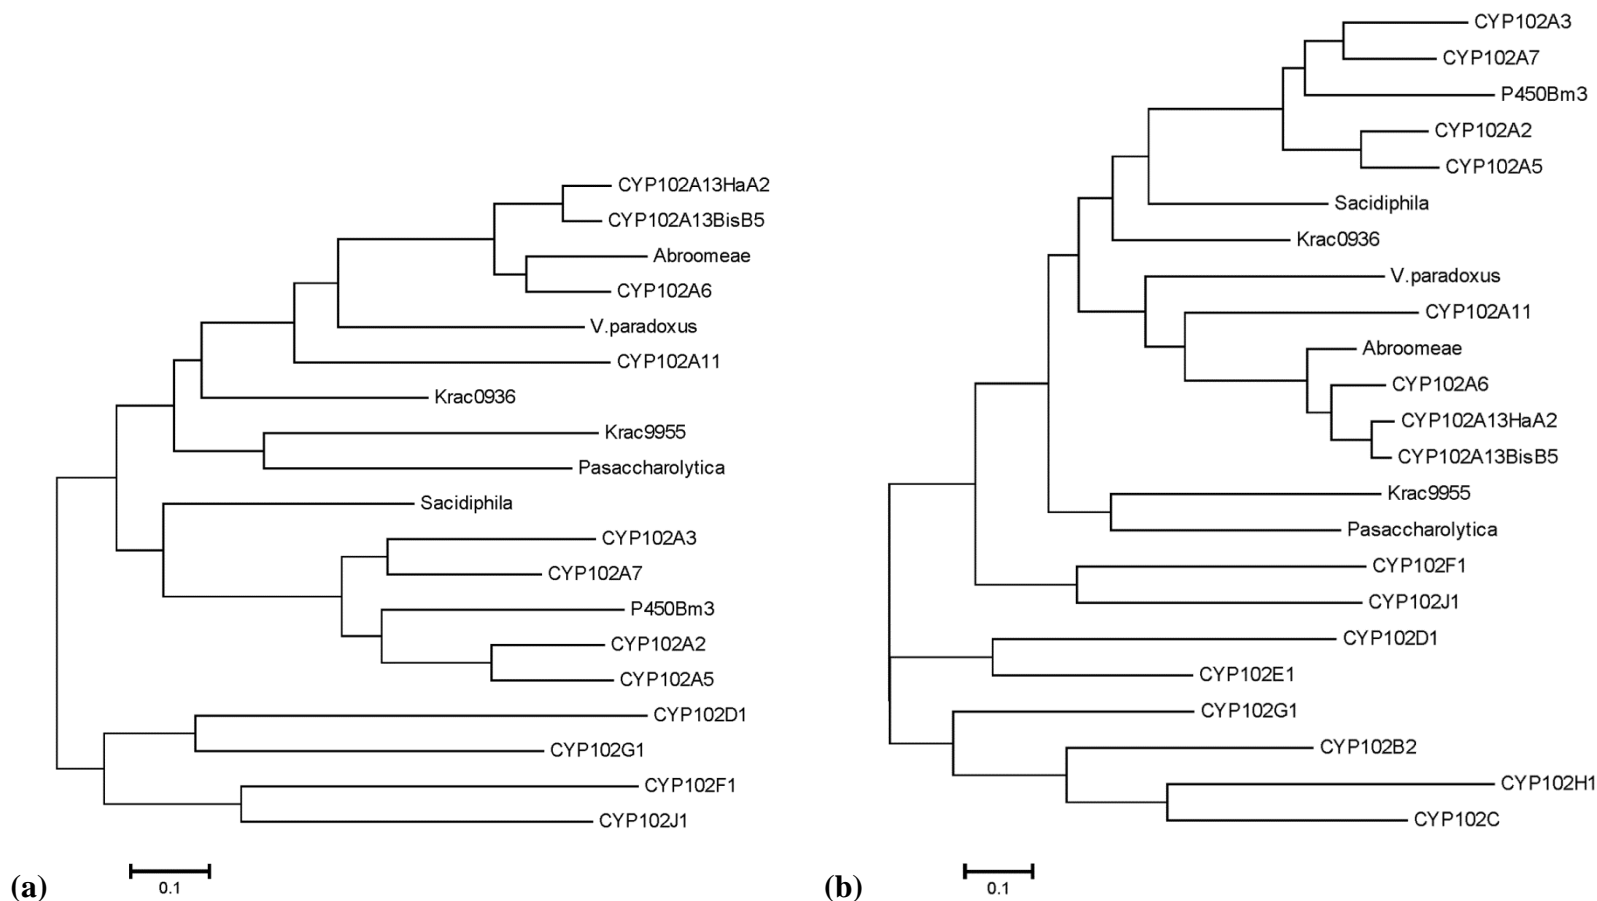 CYP102A13HaA2
CYP102A13BisB5
Abroomeae
CYP102A6
V.paradoxus
CYP102A11
Krac0936
Krac9955
Pasaccharolytica
Sacidiphila
CYP102A3
CYP102A7
P450Bm3
CYP102A2
CYP102A5
CYP102D1
CYP102G1
CYP102F1
CYP102J1
0.1
(a)
CYP102A3
CYP102A7
P450Bm3
CYP102A2
CYP102A5
Sacidiphila
Krac0936
V.paradoxus
CYP102A11
Abroomeae
CYP102A6
CYP102A13HaA2
CYP102A13BisB5
Krac9955
Pasaccharolytica
CYP102F1
CYP102J1
CYP102D1
CYP102E1
CYP102G1
CYP102B2
CYP102H1
CYP102C
0.1
(b)